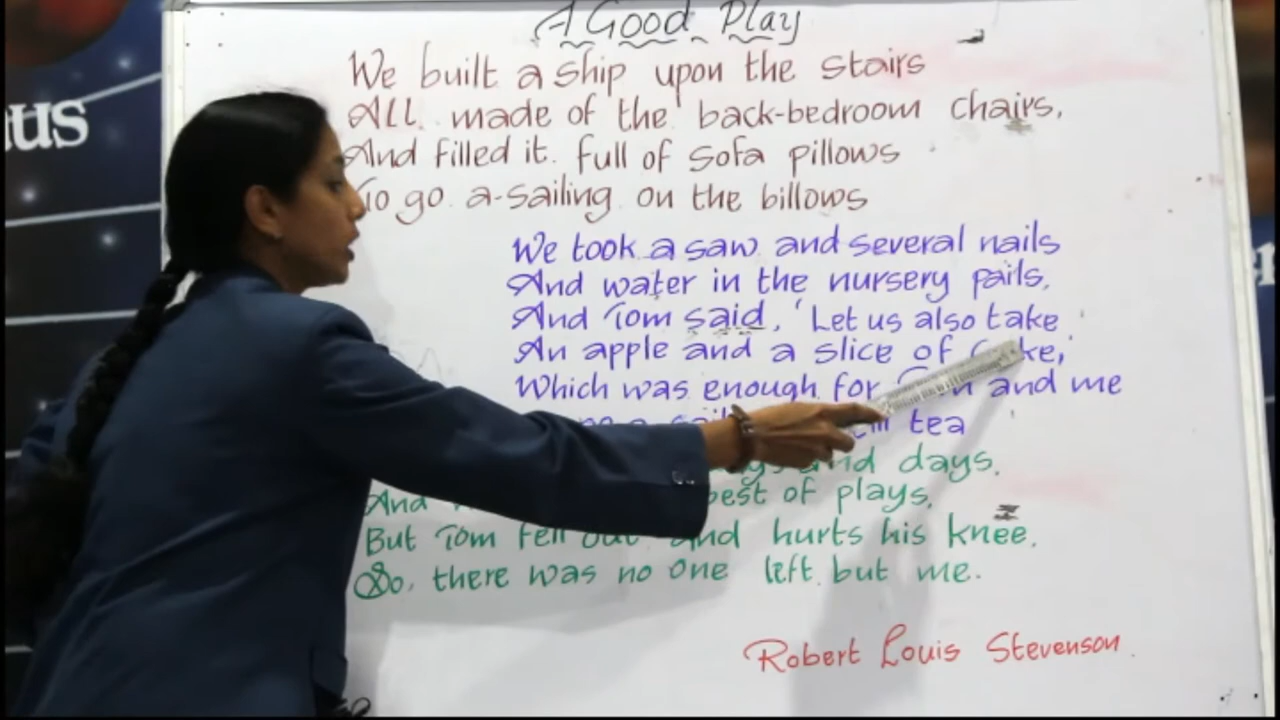 A Good Play
We built a ship upon the stairs
All made of the back-bedroom chairs,
And filled it full of sofa pillows
To go a-sailing on the billows
We took a saw and several nails
And water in the nursery pails,
And Tom said, 'Let us also take
An apple and a slice of
Which was enough for and me
till tea
and days.
And best of plays,
But Tom fell out and hurts his knee.
So, there was no one left but me.
Robert Louis Stevenson.
us